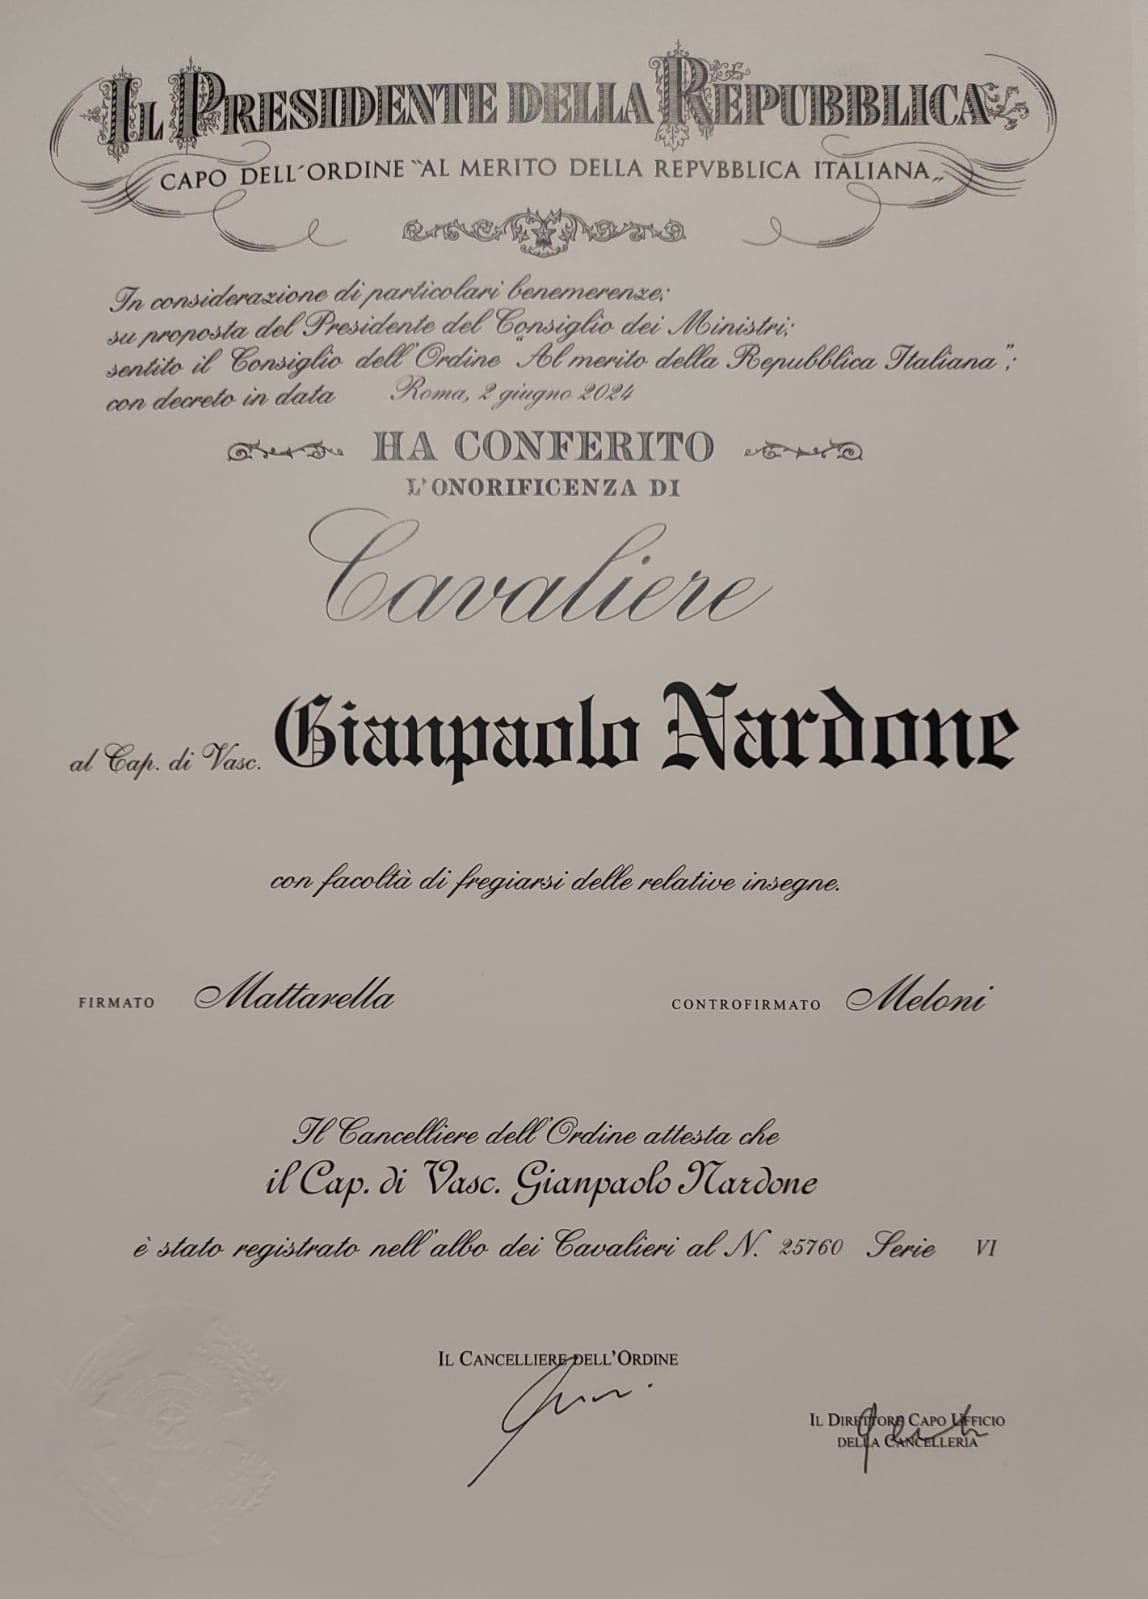 IL PRESIDENTE DELLA REPUBBLICA
CAPO DELL'ORDINE "AL MERITO DELLA REPVBBLICA ITALIANA„
In considerazione di particolari benemerenze;
su proposta del Presidente del Consiglio dei Ministri;
sentito il Consiglio dell'Ordine "Al merito della Repubblica Italiana";
con decreto in data Roma, 2 giugno 2024
HA CONFERITO
L'ONORIFICENZA DI
Cavaliere
al Cap. di Vasc. Gianpaolo Nardone
con facoltà di fregiarsi delle relative insegne.
FIRMATO Mattarella CONTROFIRMATO Meloni
Il Cancelliere dell'Ordine attesta che
il Cap. di Vasc. Gianpaolo Nardone
è stato registrato nell'albo dei Cavalieri al N. 25760 Serie VI
IL CANCELLIERE DELL'ORDINE
IL DIRETTORE CAPO UFFICIO
DELLA CANCELLERIA